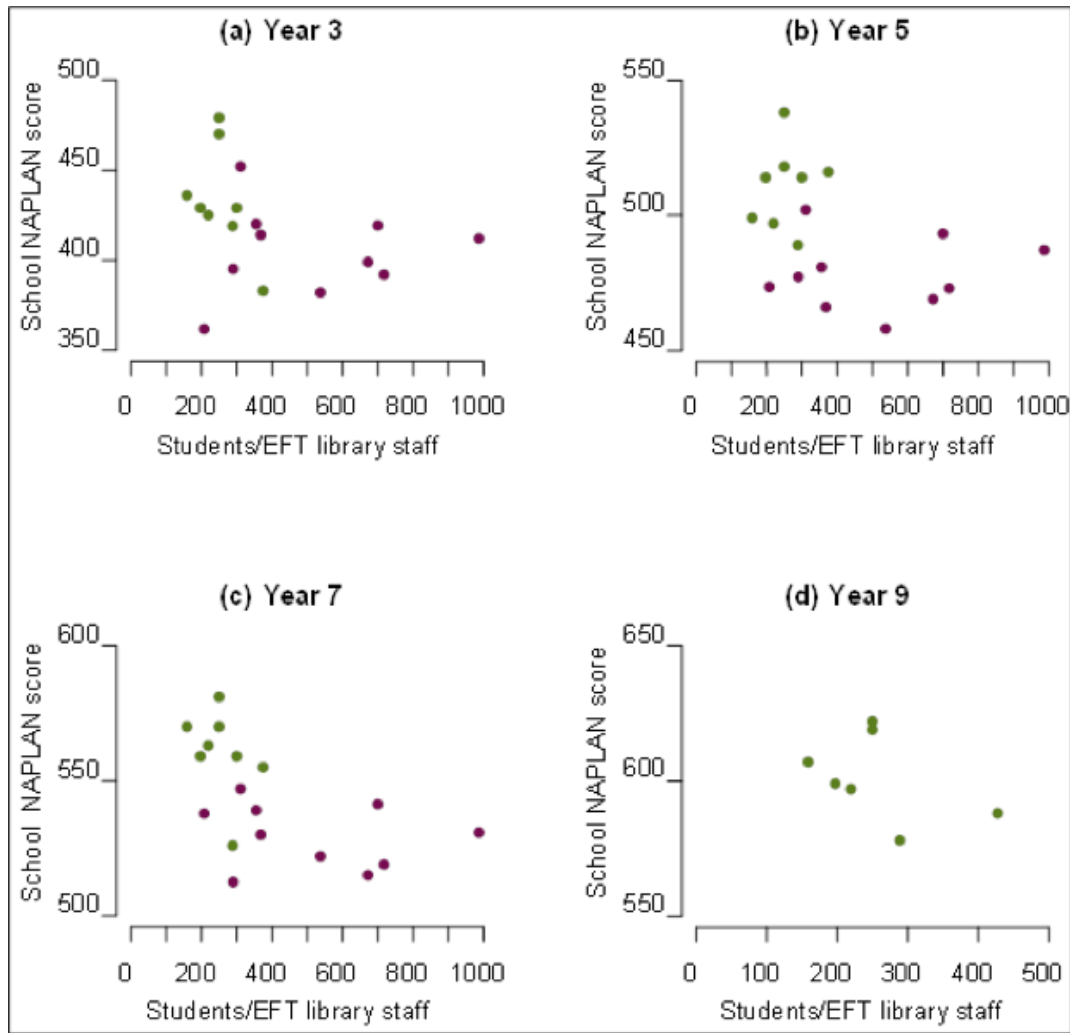 (a) Year 3
School NAPLAN score
500
450
400
350
0 200 400 600 800 1000
Students/EFT library staff
(b) Year 5
School NAPLAN score
550
500
450
0 200 400 600 800 1000
Students/EFT library staff
(c) Year 7
School NAPLAN score
600
550
500
0 200 400 600 800 1000
Students/EFT library staff
(d) Year 9
School NAPLAN score
650
600
550
0 100 200 300 400 500
Students/EFT library staff